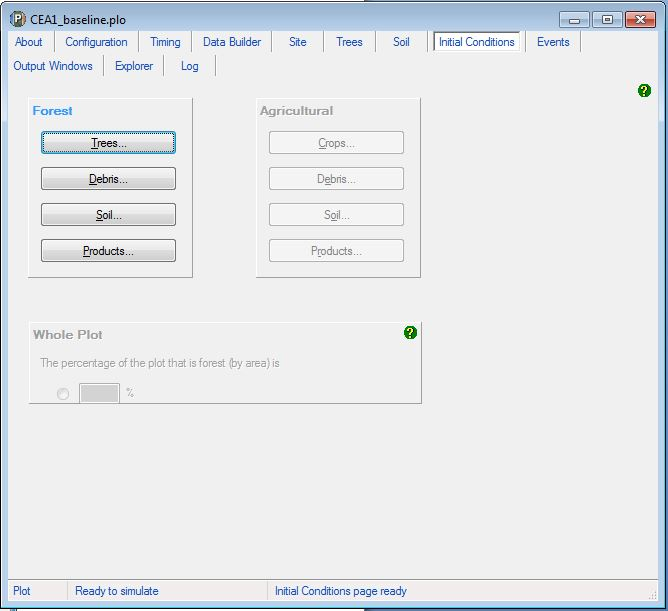 CEA1_baseline.plo
About Configuration Timing Data Builder Site Trees Soil Initial Conditions Events
Output Windows Explorer Log
?
Forest Agricultural
Trees... Crops...
Debris... Debris...
Soil... Soil...
Products... Products...
Whole Plot ?
The percentage of the plot that is forest (by area) is
%
Plot Ready to simulate Initial Conditions page ready